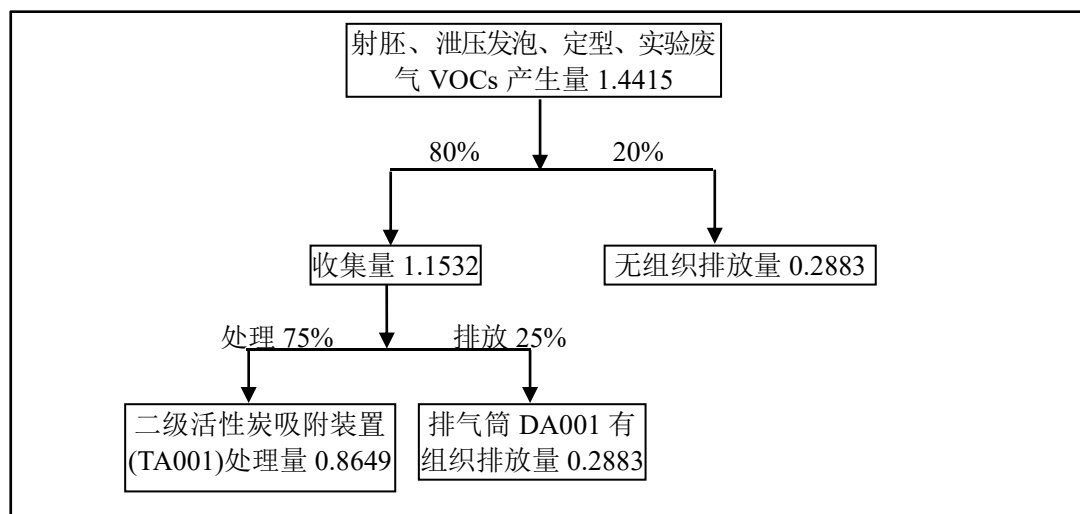 射胚、泄压发泡、定型、实验废
气 VOCs 产生量 1.4415
80%
20%
收集量 1.1532
无组织排放量 0.2883
处理 75%
排放 25%
二级活性炭吸附装置
(TA001)处理量 0.8649
排气筒 DA001 有
组织排放量 0.2883